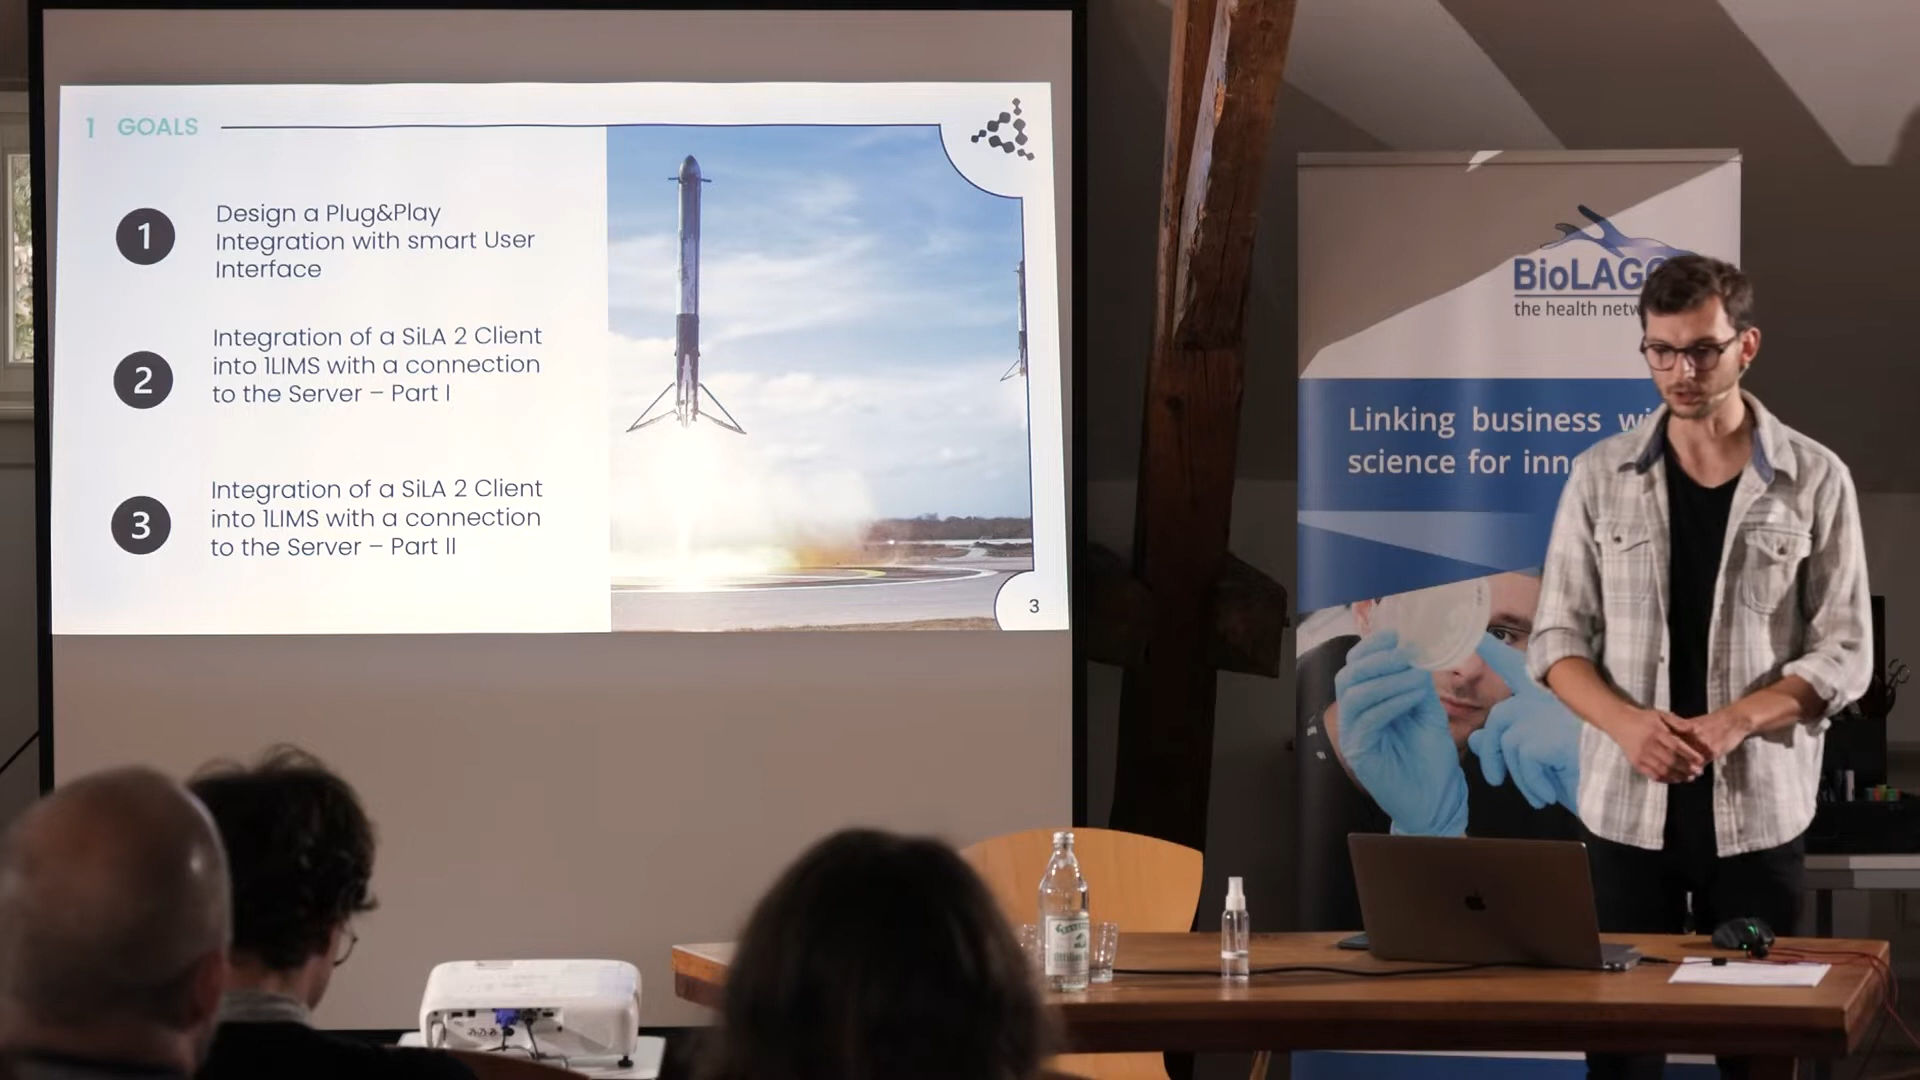 1 GOALS
1
Design a Plug&Play
Integration with smart User
Interface
2
Integration of a SiLA 2 Client
into 1LIMS with a connection
to the Server – Part I
3
Integration of a SiLA 2 Client
into 1LIMS with a connection
to the Server – Part II
3
BioLAG
the health netw
Linking business wi
science for inn